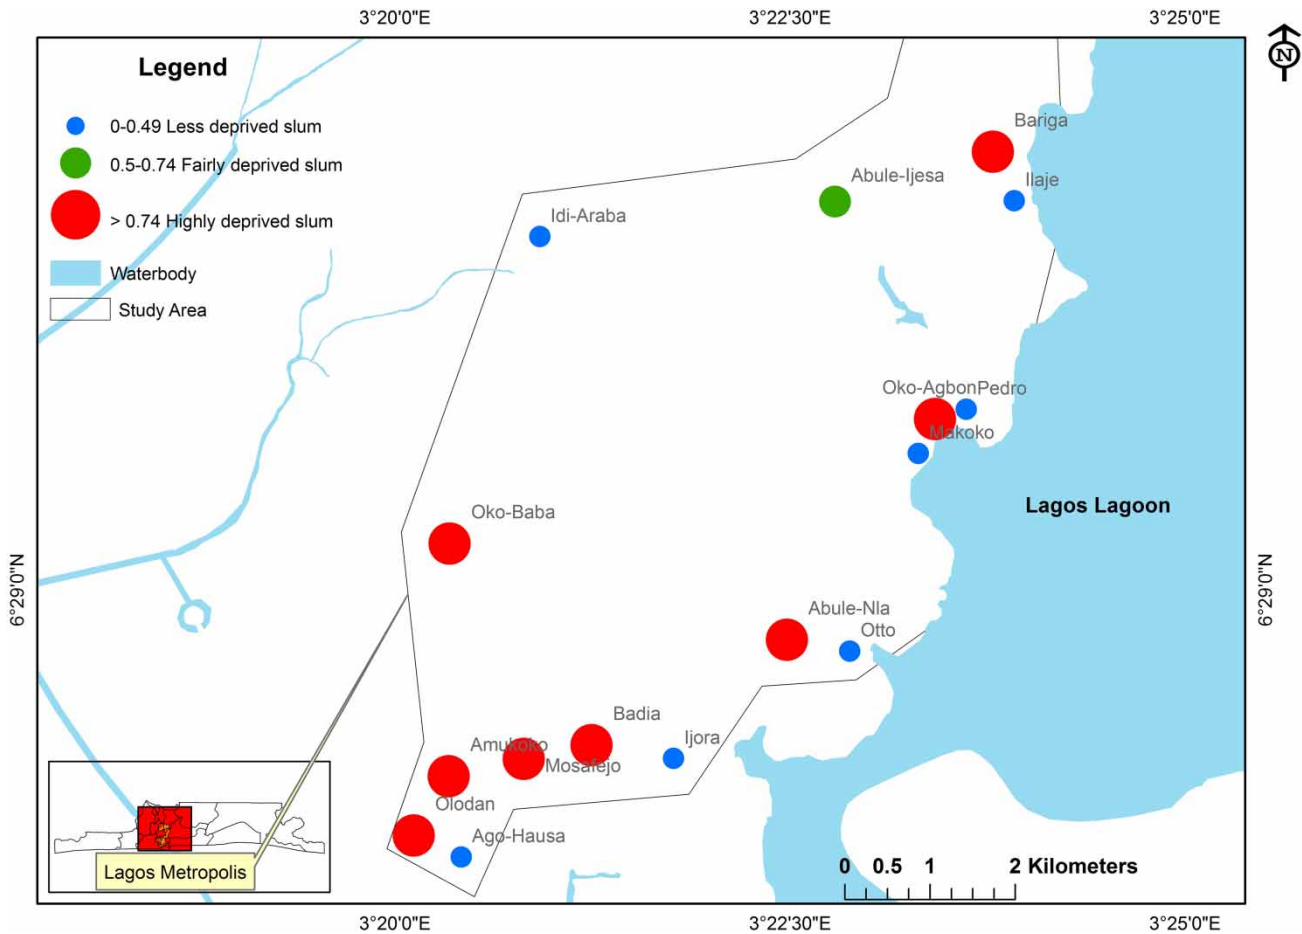 3°20'0"E
3°22'30"E
3°25'0"E
N
Legend
0-0.49 Less deprived slum
0.5-0.74 Fairly deprived slum
> 0.74 Highly deprived slum
Waterbody
Study Area
Bariga
Abule-Ijesa
Ilaje
Idi-Araba
Oko-Agbon
Pedro
Makoko
Lagos Lagoon
Oko-Baba
6°29'0"N
6°29'0"N
Abule-Nla
Otto
Badia
Ijora
Amukoko
Mosafejo
Olodan
Ago-Hausa
Lagos Metropolis
0 0.5 1 2 Kilometers
3°20'0"E
3°22'30"E
3°25'0"E